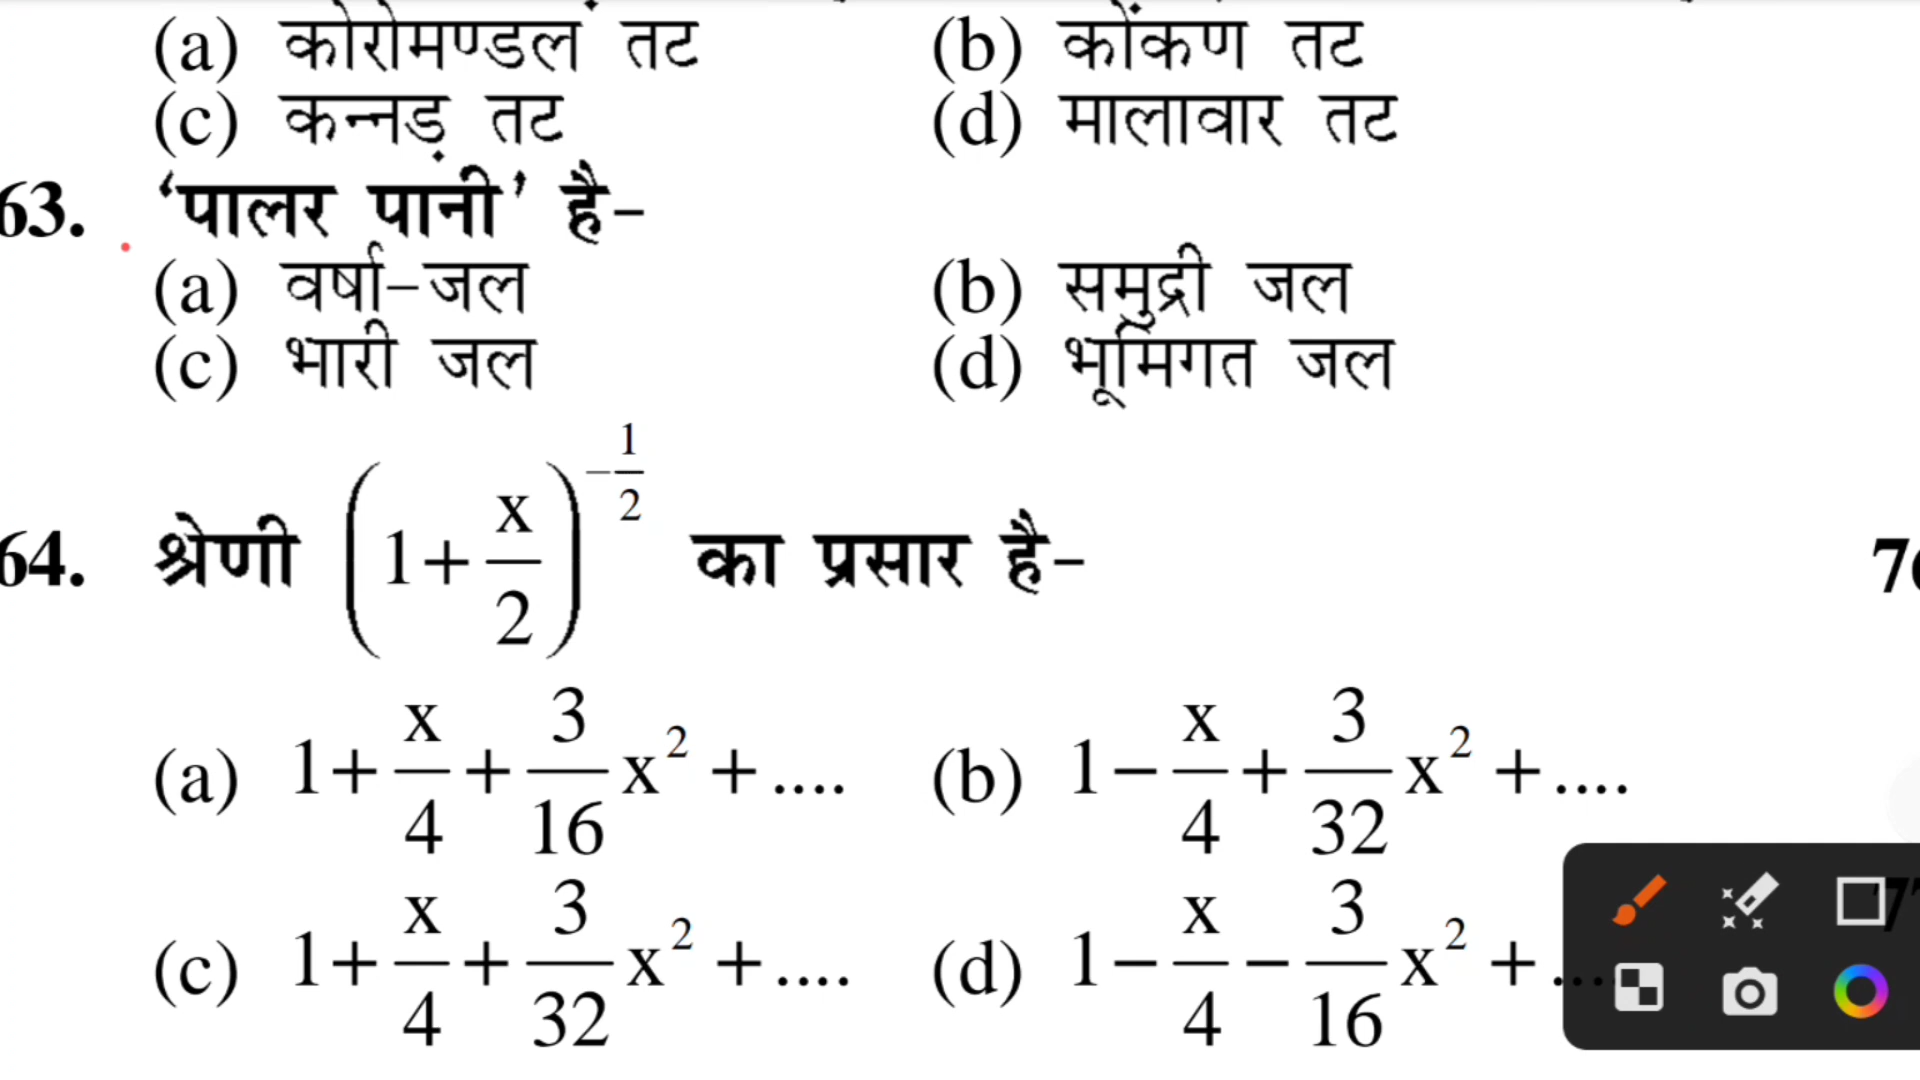 (a) कोरोमण्डल तट (b) कोंकण तट
(c) कन्नड़ तट (d) मालावार तट
63. ‘पालर पानी’ है–
(a) वर्षा–जल (b) समुद्री जल
(c) भारी जल (d) भूमिगत जल
64. श्रेणी (1+x/2)^(-1/2) का प्रसार है–
(a) 1+x/4+3/16x²+.... (b) 1−x/4+3/32x²+....
(c) 1+x/4+3/32x²+.... (d) 1−x/4−3/16x²+....